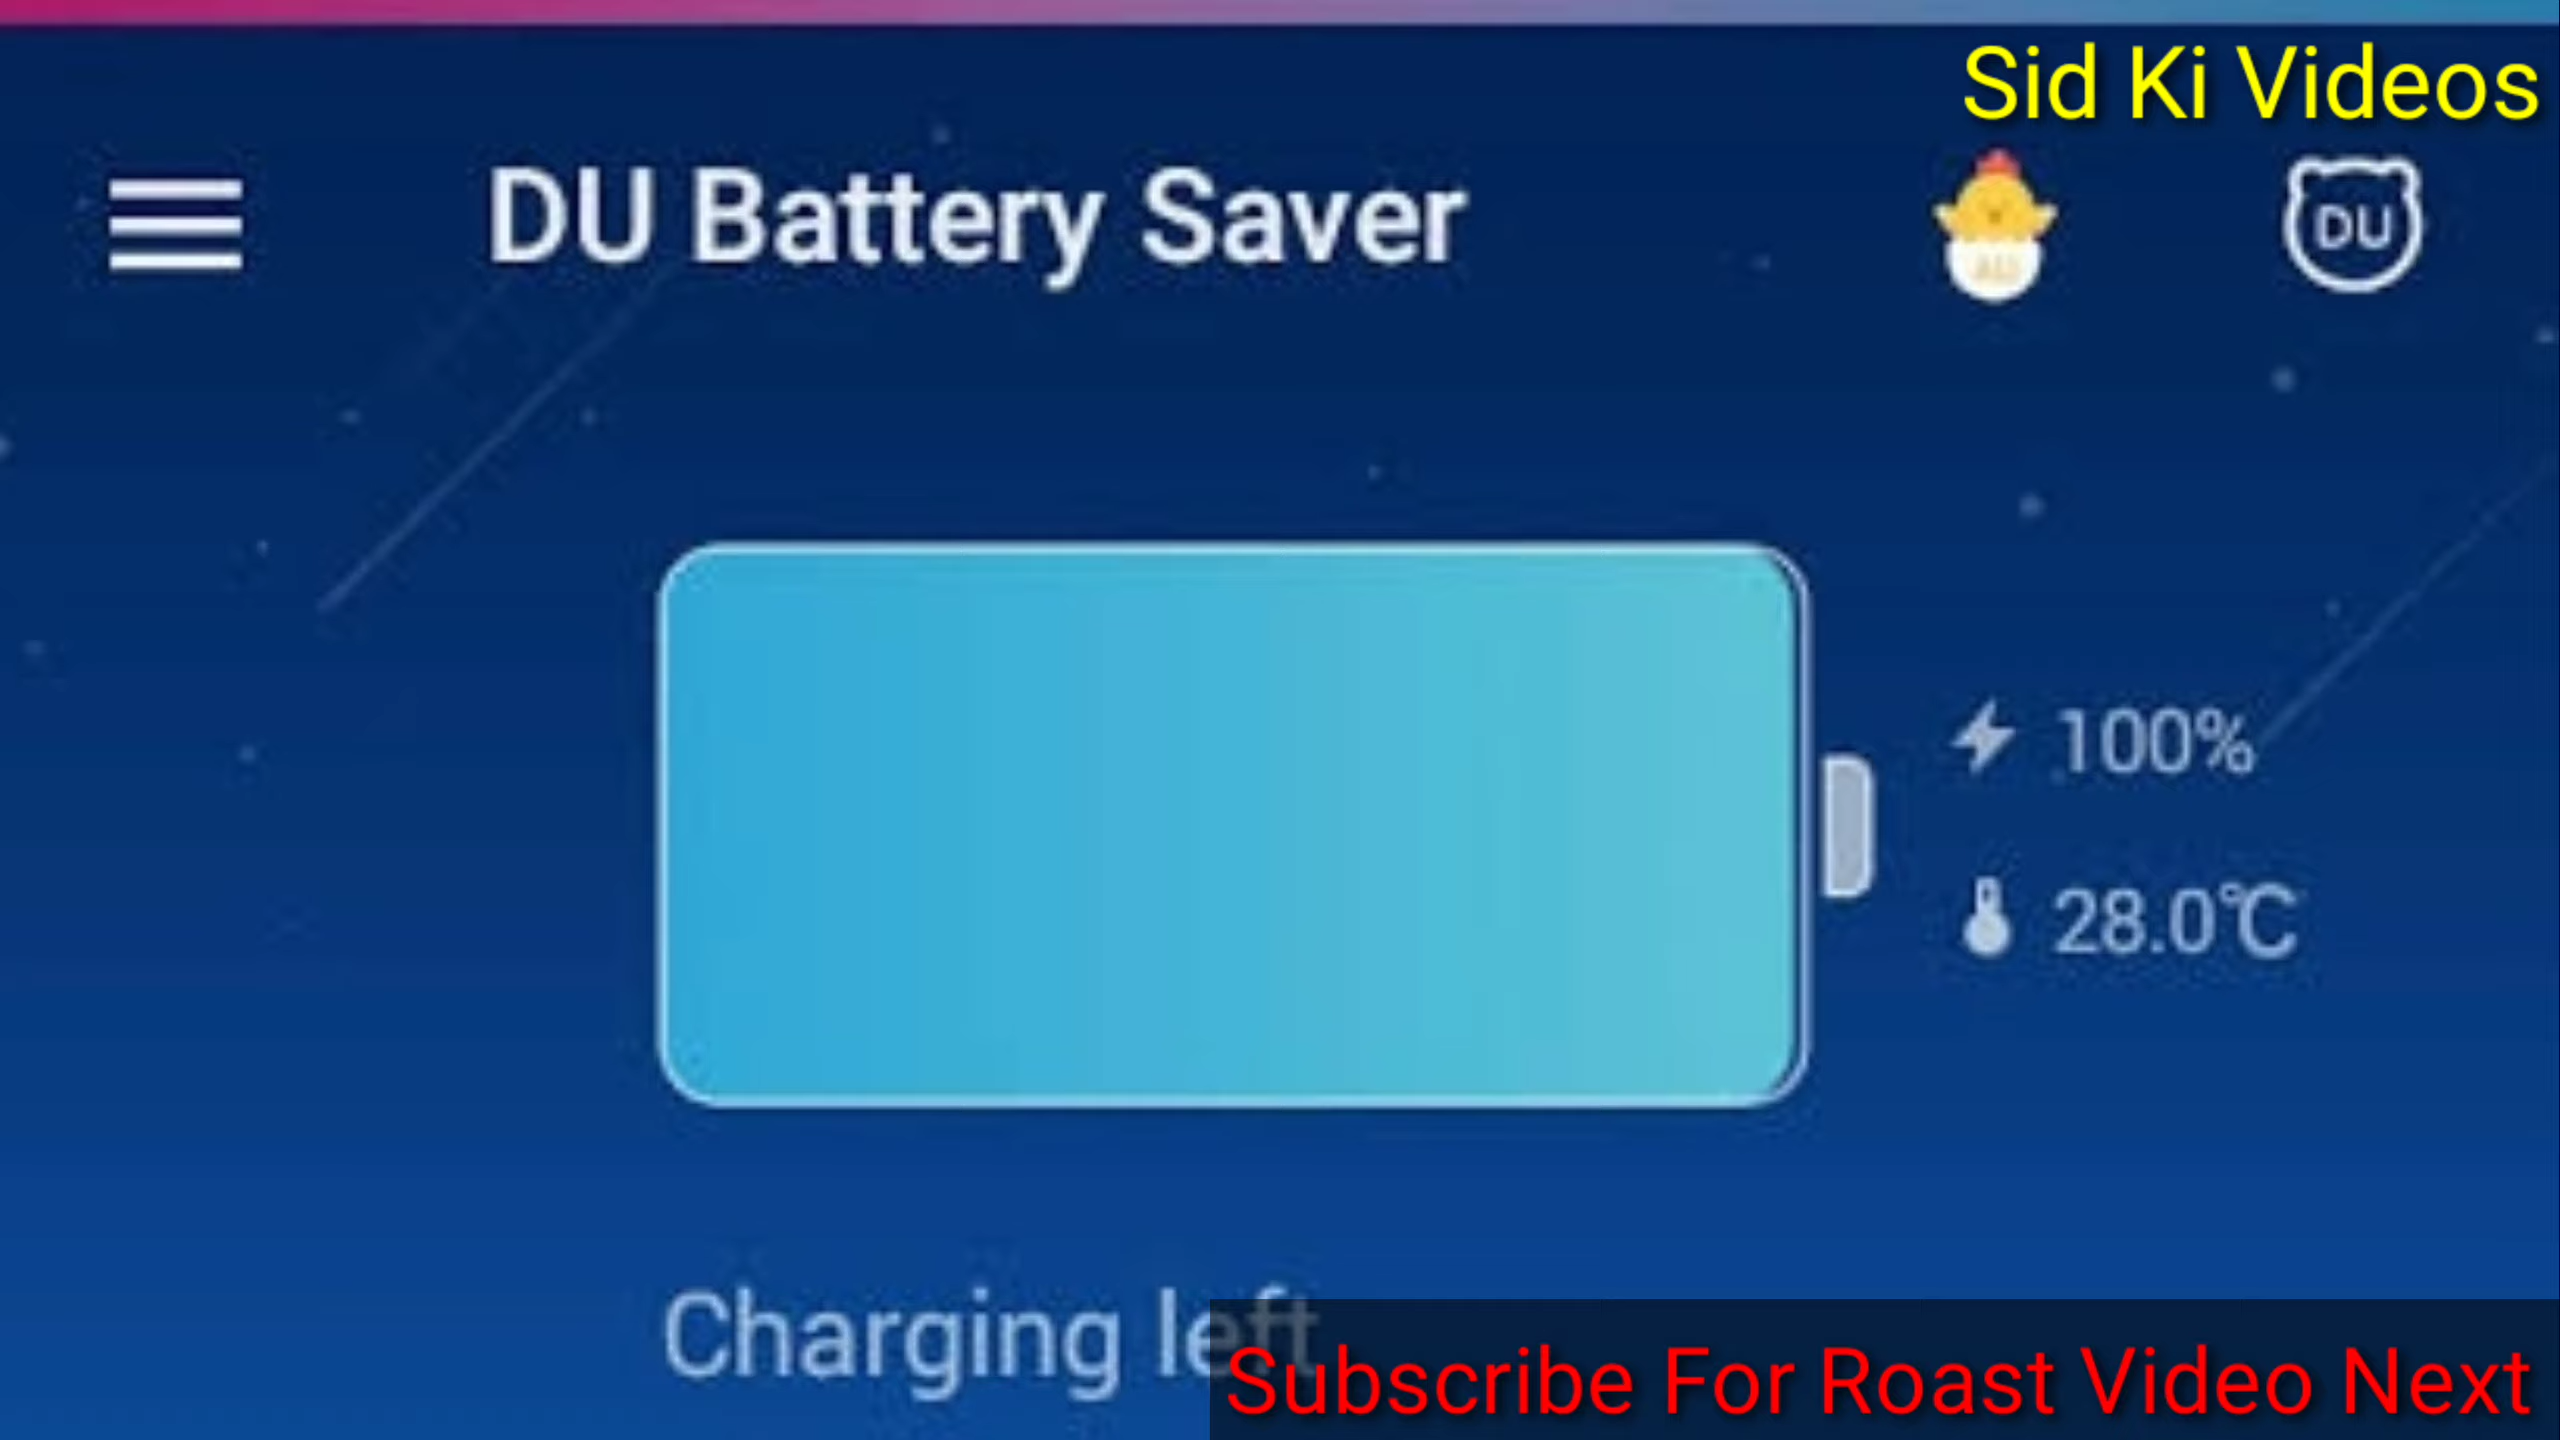 Sid Ki Videos
DU Battery Saver
DU
100%
28.0℃
Charging left
Subscribe For Roast Video Next